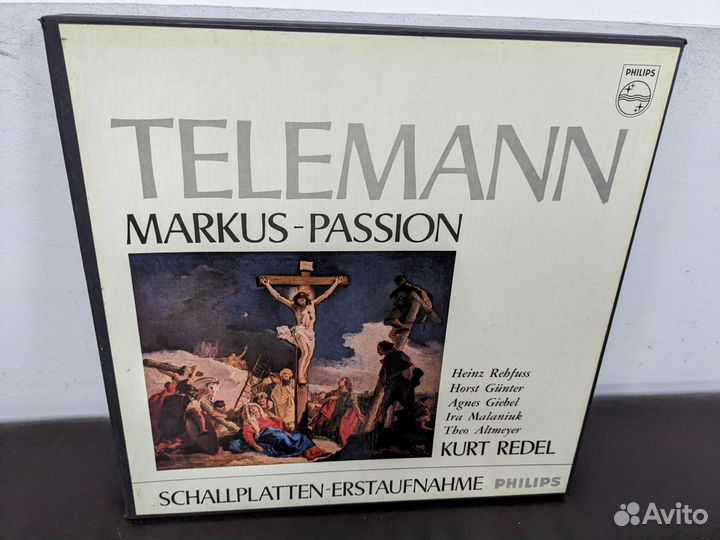 PHILIPS
TELEMANN
MARKUS-PASSION
Heinz Rehfuss
Horst Günter
Agnes Giebel
Ira Malaniuk
Theo Altmeyer
KURT REDEL
SCHALLPLATTEN-ERSTAUFNAHME PHILIPS
Avito